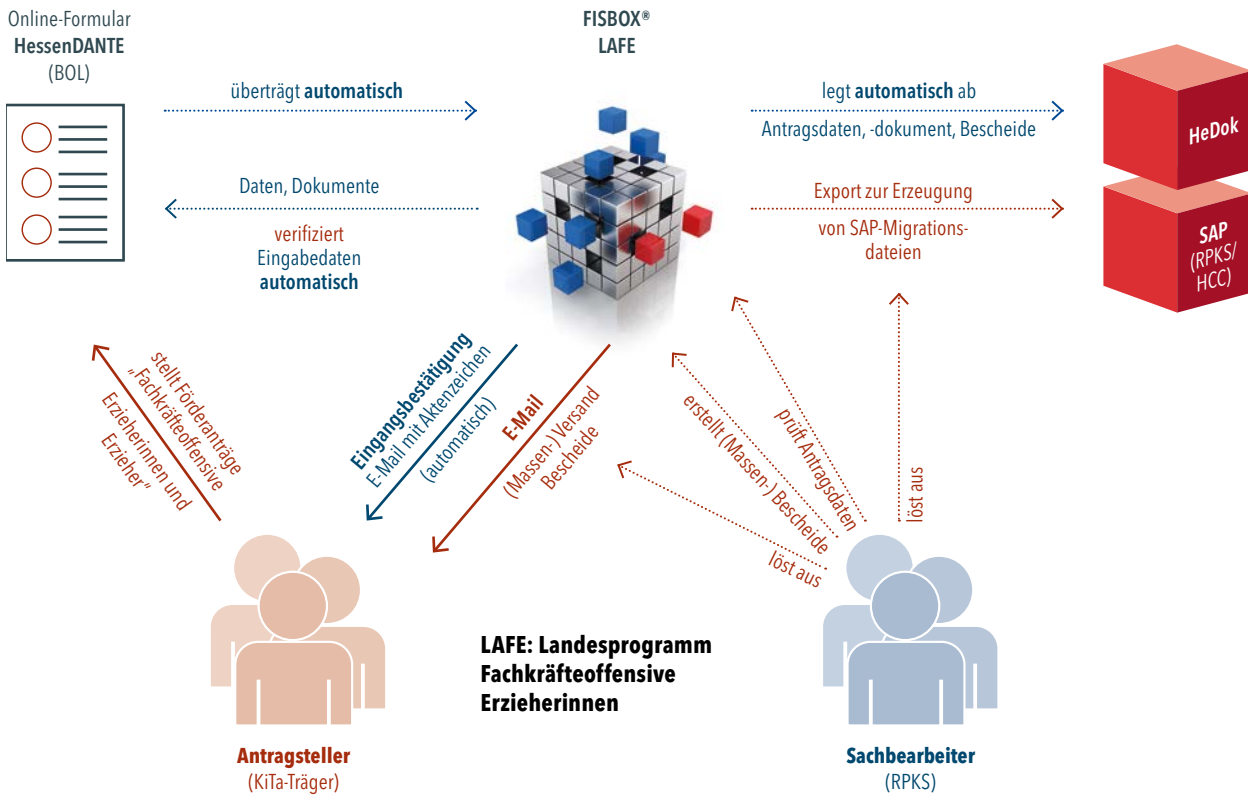 Online-Formular
HessenDANTE
(BOL)
FISBOX®
LAFE
überträgt automatisch
legt automatisch ab
Antragsdaten, -dokument, Bescheide
HeDok
Daten, Dokumente
verifiziert
Eingabedaten
automatisch
Export zur Erzeugung
von SAP-Migrations-
dateien
SAP
(RPKS/
HCC)
stellt Förderanträge
„Fachkräfteoffensive
Erzieherinnen und
Erzieher“
Eingangsbestätigung
E-Mail mit Aktenzeichen
(automatisch)
E-Mail
(Massen-) Versand
Bescheide
löst aus
erstellt (Massen-) Bescheide
prüft Antragsdaten
löst aus
LAFE: Landesprogramm
Fachkräfteoffensive
Erzieherinnen
Antragsteller
(KiTa-Träger)
Sachbearbeiter
(RPKS)